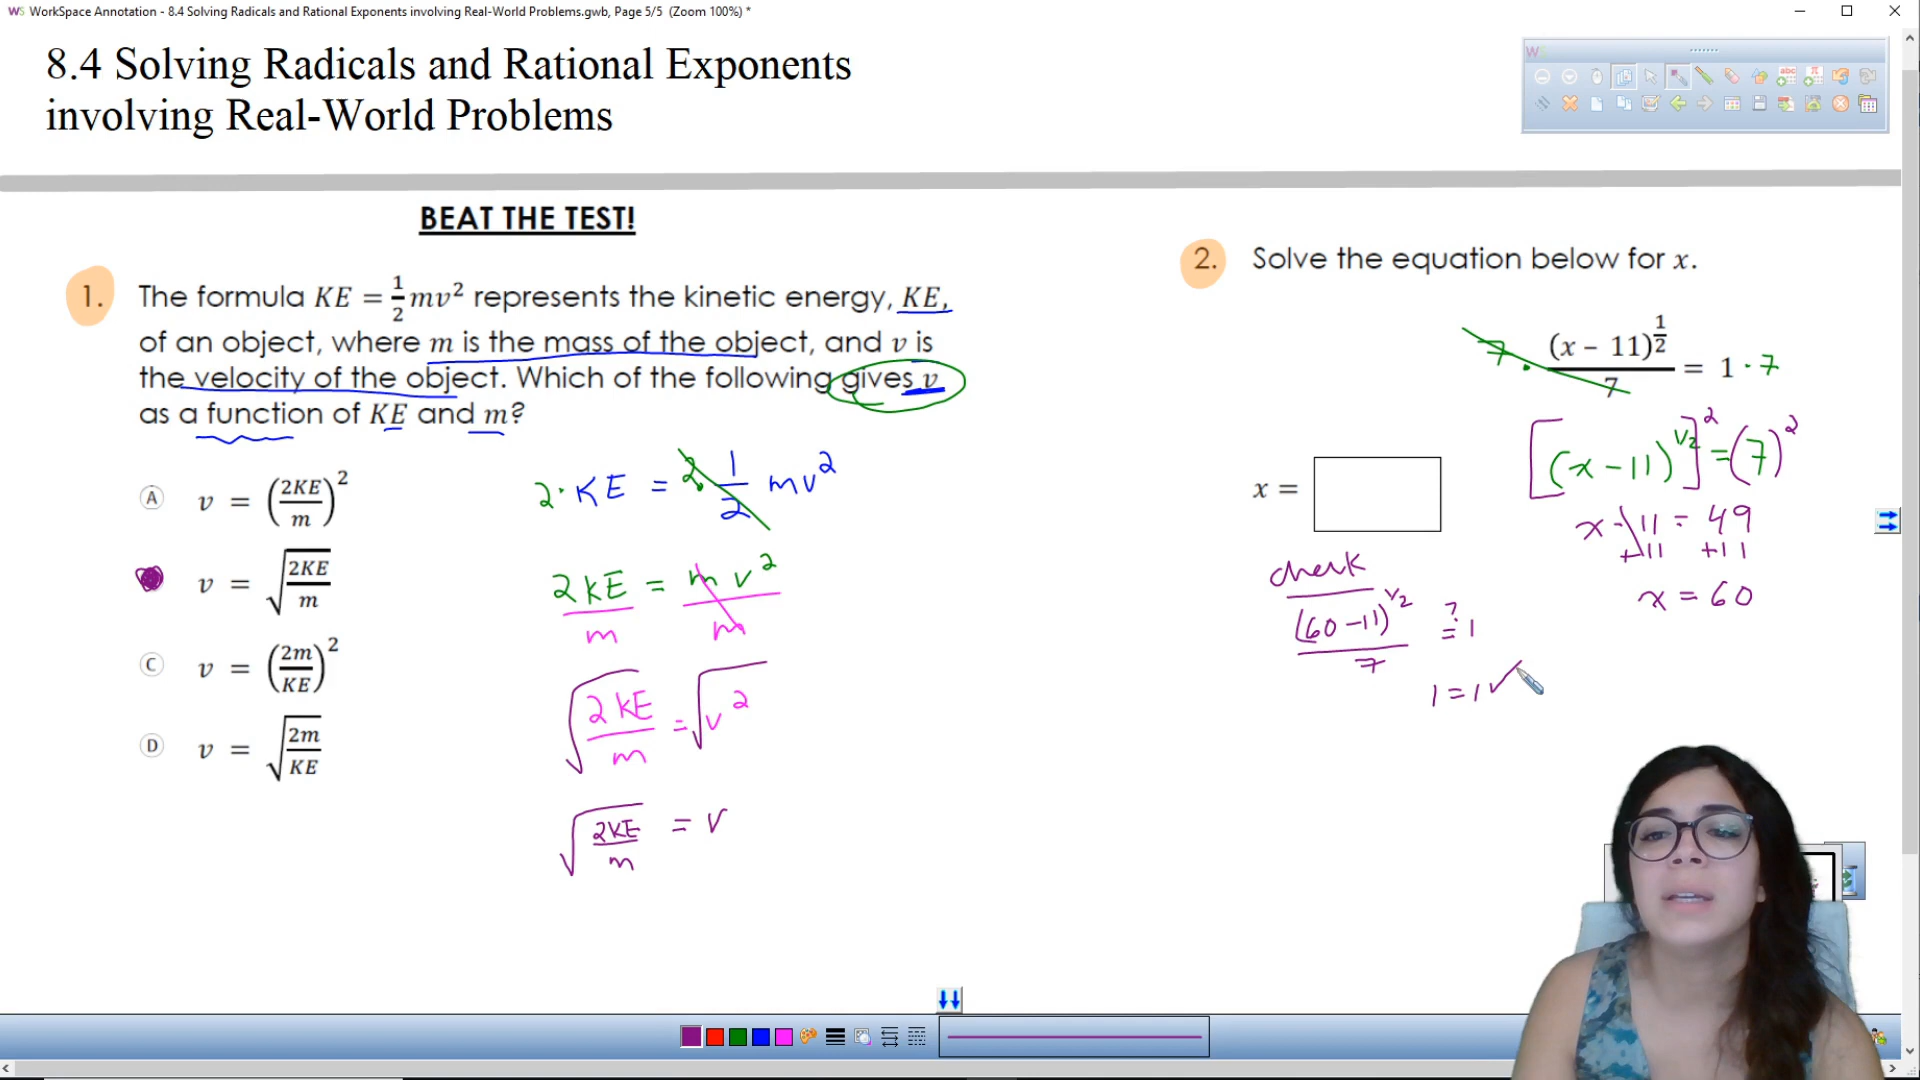 WS WorkSpace Annotation - 8.4 Solving Radicals and Rational Exponents involving Real-World Problems.gwb, Page 5/5 (Zoom 100%) *
8.4 Solving Radicals and Rational Exponents
involving Real-World Problems
WS
BEAT THE TEST!
1. The formula KE = 1/2 mv² represents the kinetic energy, KE,
of an object, where m is the mass of the object, and v is
the velocity of the object. Which of the following gives v
as a function of KE and m?
A v = (2KE/m)²
v = √(2KE/m)
C v = (2m/KE)²
D v = √(2m/KE)
2 · KE = 2 · 1/2 mv²
2KE/m = mv²/m
√(2KE/m) = √v²
√(2KE/m) = v
2. Solve the equation below for x.
7 · (x − 11)^(1/2)/7 = 1 · 7
[(x − 11)^(1/2)]² = (7)²
x − 11 = 49
+11 +11
x = 60
x =
check
(60 − 11)^(1/2)/7 ?= 1
1 = 1 ✓